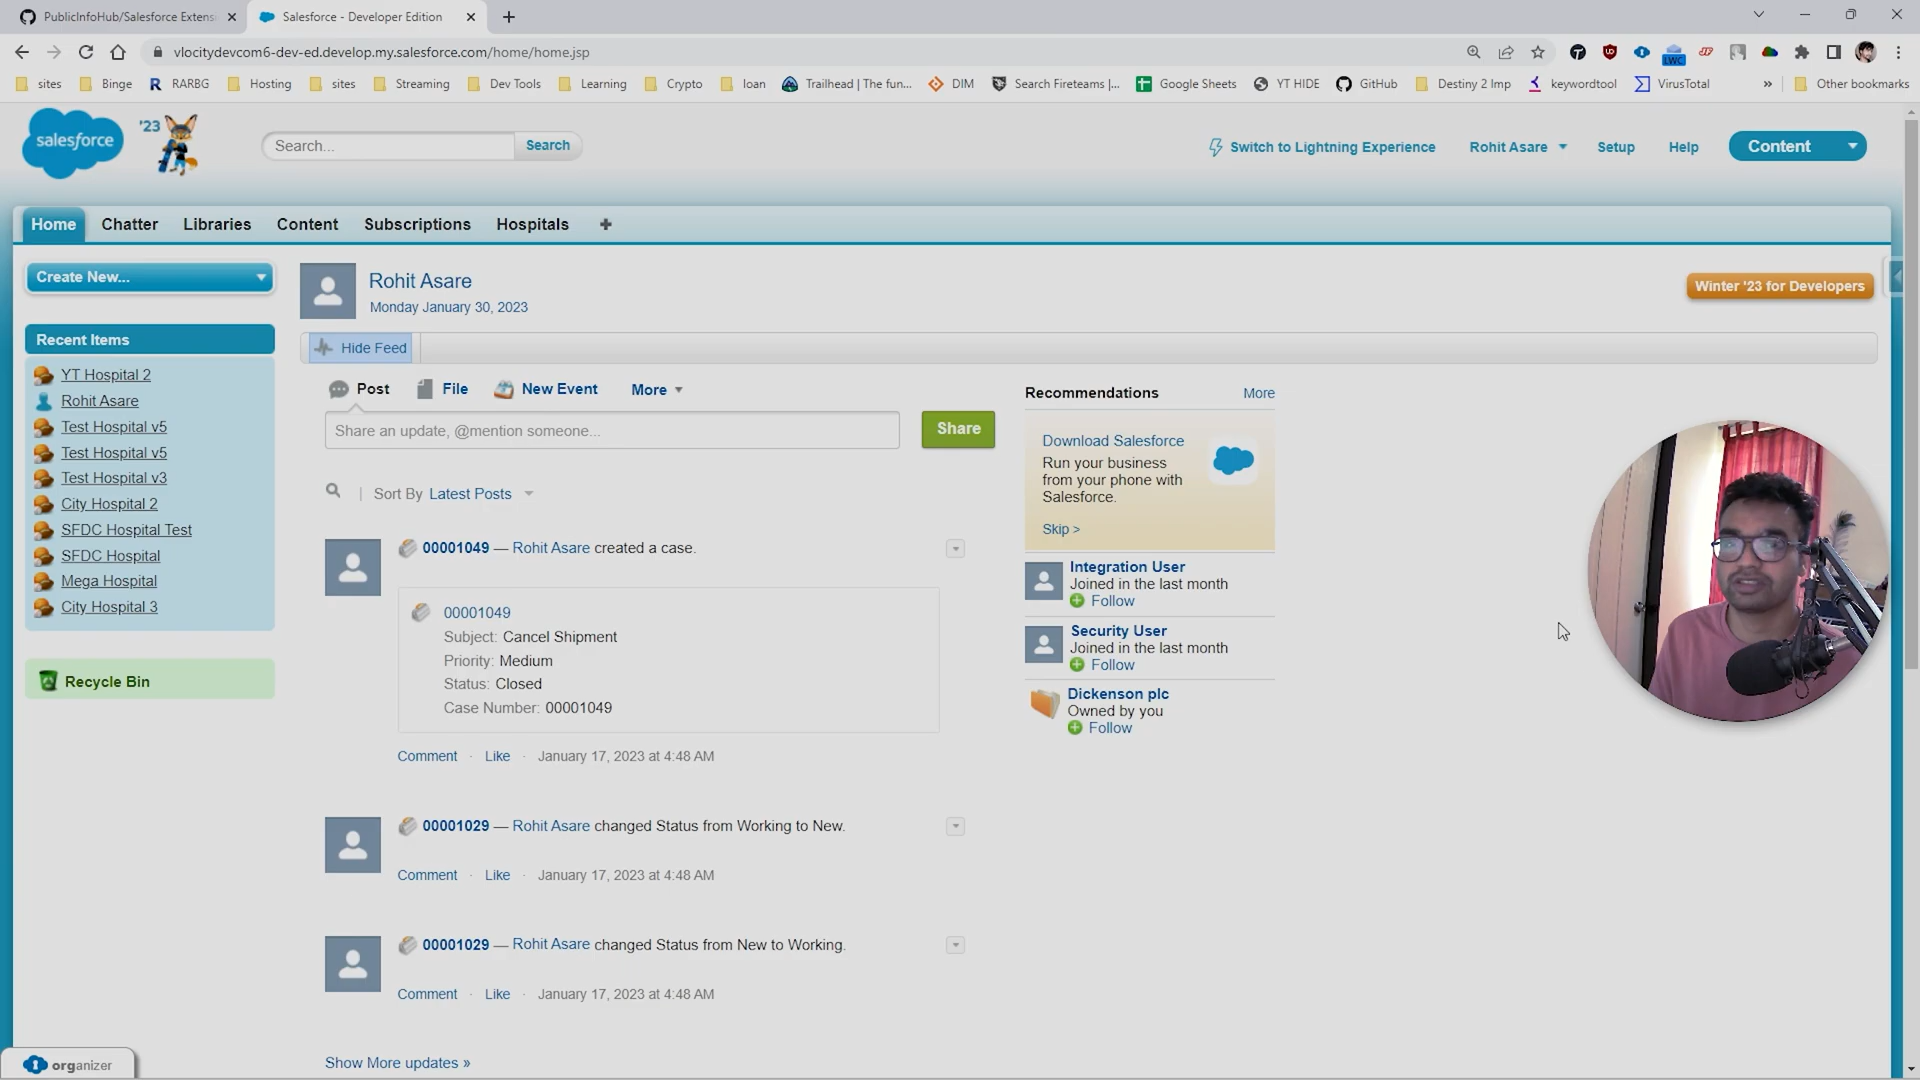 PublicInfoHub/Salesforce Extens
Salesforce - Developer Edition
vlocitydevcom6-dev-ed.develop.my.salesforce.com/home/home.jsp
sites
Binge
RARBG
Hosting
sites
Streaming
Dev Tools
Learning
Crypto
loan
Trailhead | The fun...
DIM
Search Fireteams |...
Google Sheets
YT HIDE
GitHub
Destiny 2 Imp
keywordtool
VirusTotal
»
Other bookmarks
LWC
salesforce
'23
Search...
Search
Switch to Lightning Experience
Rohit Asare
Setup
Help
Content
Home
Chatter
Libraries
Content
Subscriptions
Hospitals
Create New...
Rohit Asare
Monday January 30, 2023
Winter '23 for Developers
Recent Items
YT Hospital 2
Rohit Asare
Test Hospital v5
Test Hospital v5
Test Hospital v3
City Hospital 2
SFDC Hospital Test
SFDC Hospital
Mega Hospital
City Hospital 3
Recycle Bin
Hide Feed
Post
File
New Event
More
Share an update, @mention someone...
Share
Sort By Latest Posts
00001049 — Rohit Asare created a case.
00001049
Subject: Cancel Shipment
Priority: Medium
Status: Closed
Case Number: 00001049
Comment · Like · January 17, 2023 at 4:48 AM
00001029 — Rohit Asare changed Status from Working to New.
Comment · Like · January 17, 2023 at 4:48 AM
00001029 — Rohit Asare changed Status from New to Working.
Comment · Like · January 17, 2023 at 4:48 AM
Show More updates »
Recommendations
More
Download Salesforce
Run your business
from your phone with
Salesforce.
Skip >
Integration User
Joined in the last month
Follow
Security User
Joined in the last month
Follow
Dickenson plc
Owned by you
Follow
organizer